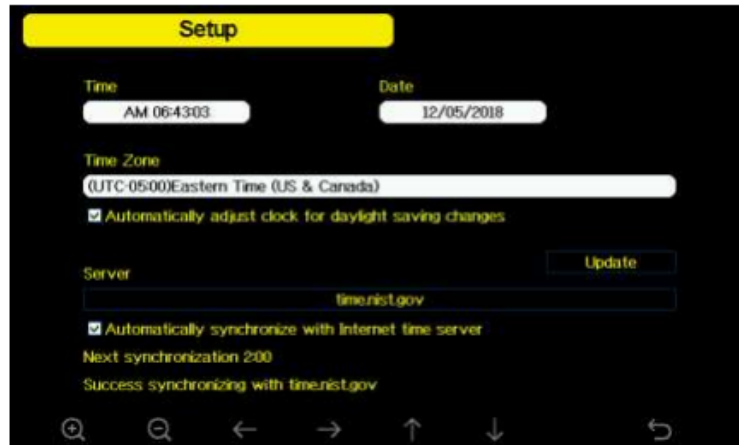 Setup
Time Date
AM 06:43:03 12/05/2018
Time Zone
(UTC-05:00)Eastern Time (US & Canada)
Automatically adjust clock for daylight saving changes
Update
Server
time.nist.gov
Automatically synchronize with Internet time server
Next synchronization 2:00
Success synchronizing with time.nist.gov